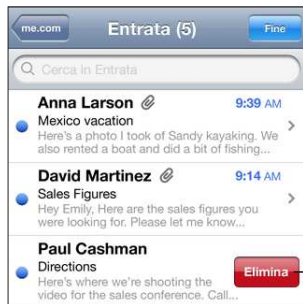 me.com
Entrata (5)
Fine
Cerca in Entrata
Anna Larson
9:39 AM
Mexico vacation
Here's a photo I took of Sandy kayaking. We
also rented a boat and did a bit of fishing...
David Martinez
9:14 AM
Sales Figures
Hey Emily, Here are the sales figures you
were looking for. Please let me know...
Paul Cashman
Directions
Elimina
Here's where we're shooting the
video for the sales conference. Call...